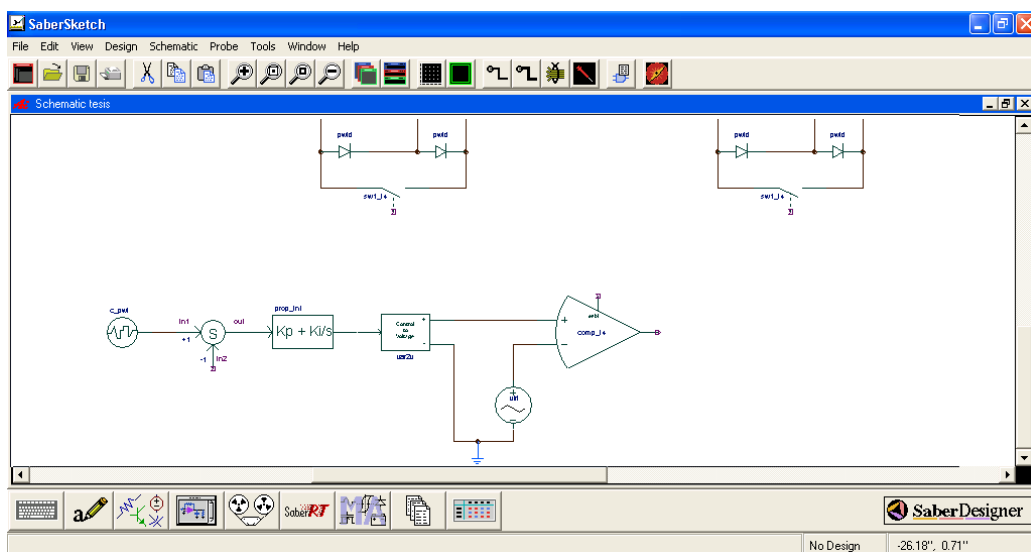 SaberSketch
File Edit View Design Schematic Probe Tools Window Help
Schematic tesis
pwld pwld pwld pwld
sw1_l4 sw1_l4
c_pwl in1 out prop_int
S Kp + Ki/s Control to Voltage + comp_l4
+1 - −
-1 in2 var2v
+
−
SaberRT
SaberDesigner
No Design -26.18", 0.71"